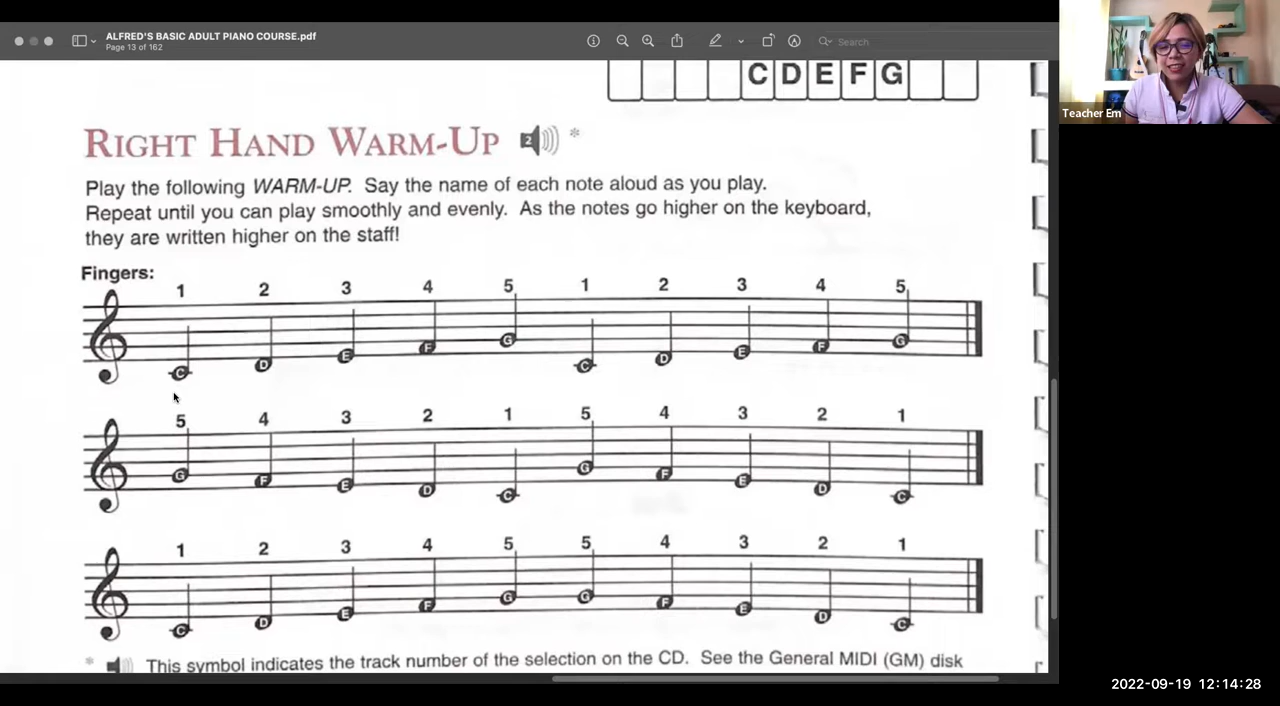 ALFRED'S BASIC ADULT PIANO COURSE.pdf
Page 13 of 162
Search
Teacher Em
C D E F G
RIGHT HAND WARM-UP 2 *
Play the following WARM-UP. Say the name of each note aloud as you play.
Repeat until you can play smoothly and evenly. As the notes go higher on the keyboard,
they are written higher on the staff!
Fingers:
1 2 3 4 5 1 2 3 4 5
C D E F G C D E F G
5 4 3 2 1 5 4 3 2 1
G F E D C G F E D C
1 2 3 4 5 5 4 3 2 1
C D E F G G F E D C
* This symbol indicates the track number of the selection on the CD. See the General MIDI (GM) disk
2022-09-19 12:14:28